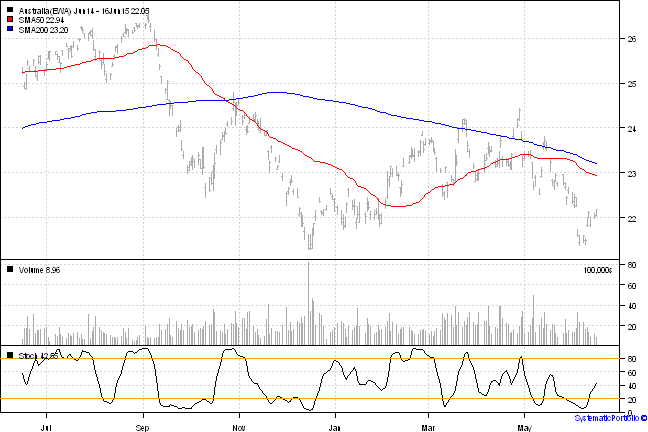 Australia(EWA) Jun14 - 16Jun15 22.05
SMA50 22.94
SMA200 23.20
26
25
24
23
22
Volume 8.96
100,000s
80
60
40
20
Stoch 42.65
80
60
40
20
0
Jul Sep Nov Jan Mar May
SystematicPortfolio ©